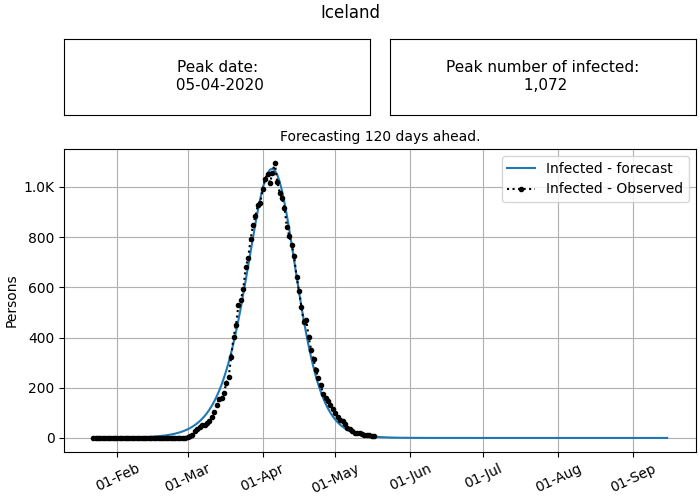 Iceland
Peak date:
05-04-2020
Peak number of infected:
1,072
Forecasting 120 days ahead.
Infected - forecast
Infected - Observed
Persons
1.0K
800
600
400
200
0
01-Feb
01-Mar
01-Apr
01-May
01-Jun
01-Jul
01-Aug
01-Sep